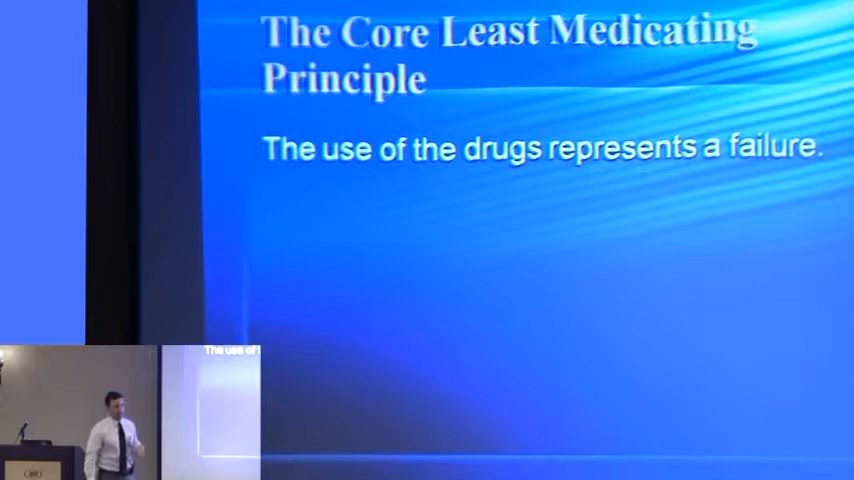 The Core Least Medicating
Principle
The use of the drugs represents a failure.
The use of t